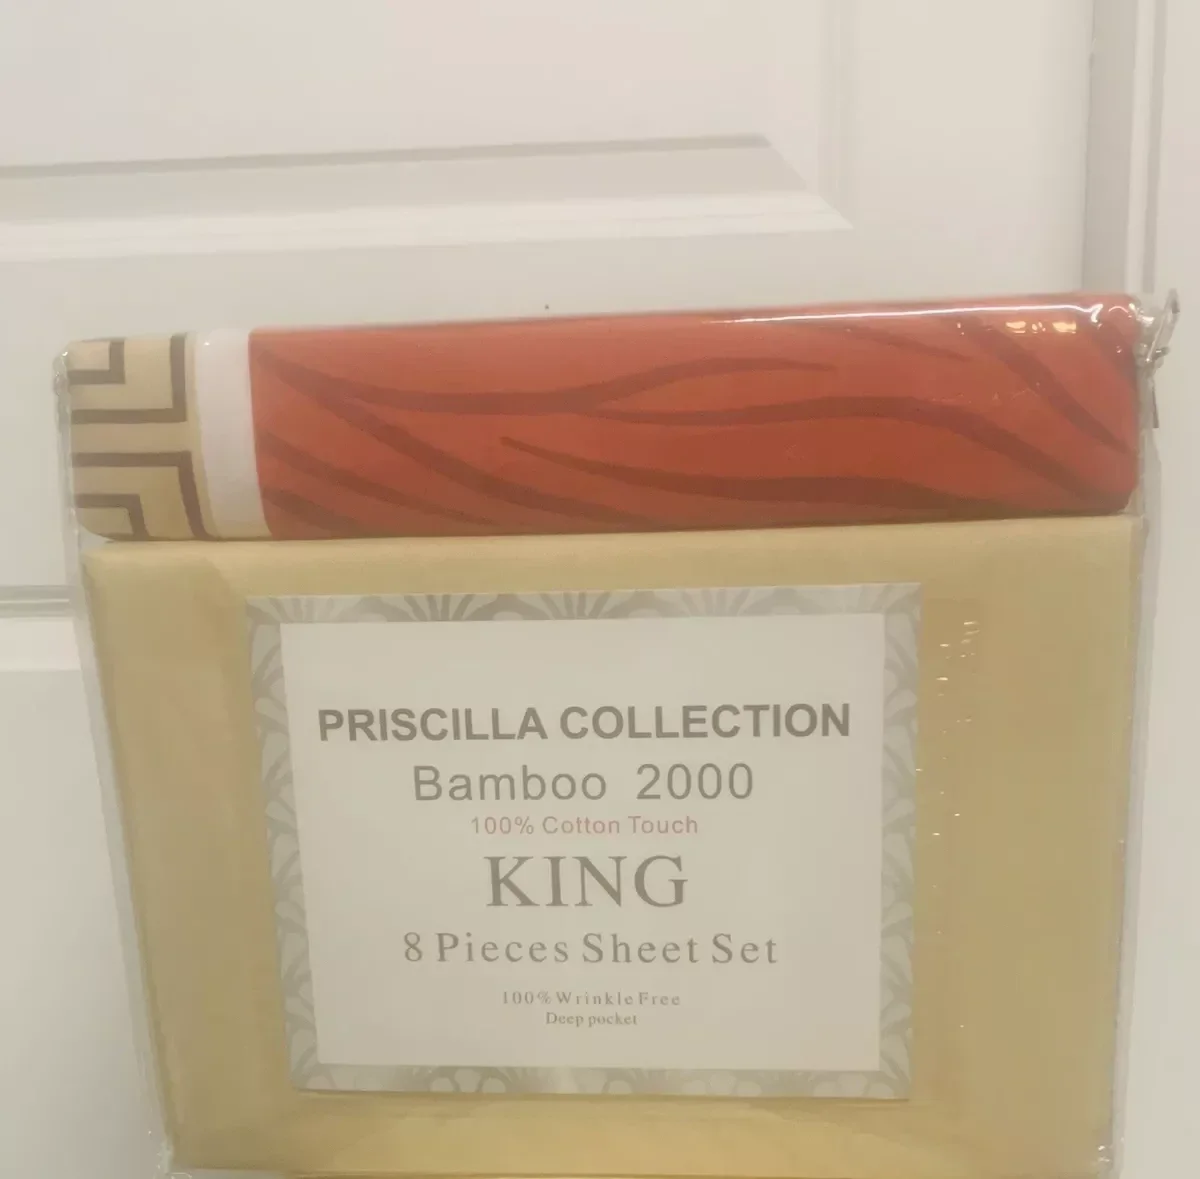 PRISCILLA COLLECTION
Bamboo 2000
100% Cotton Touch
KING
8 Pieces Sheet Set
100% Wrinkle Free
Deep pocket